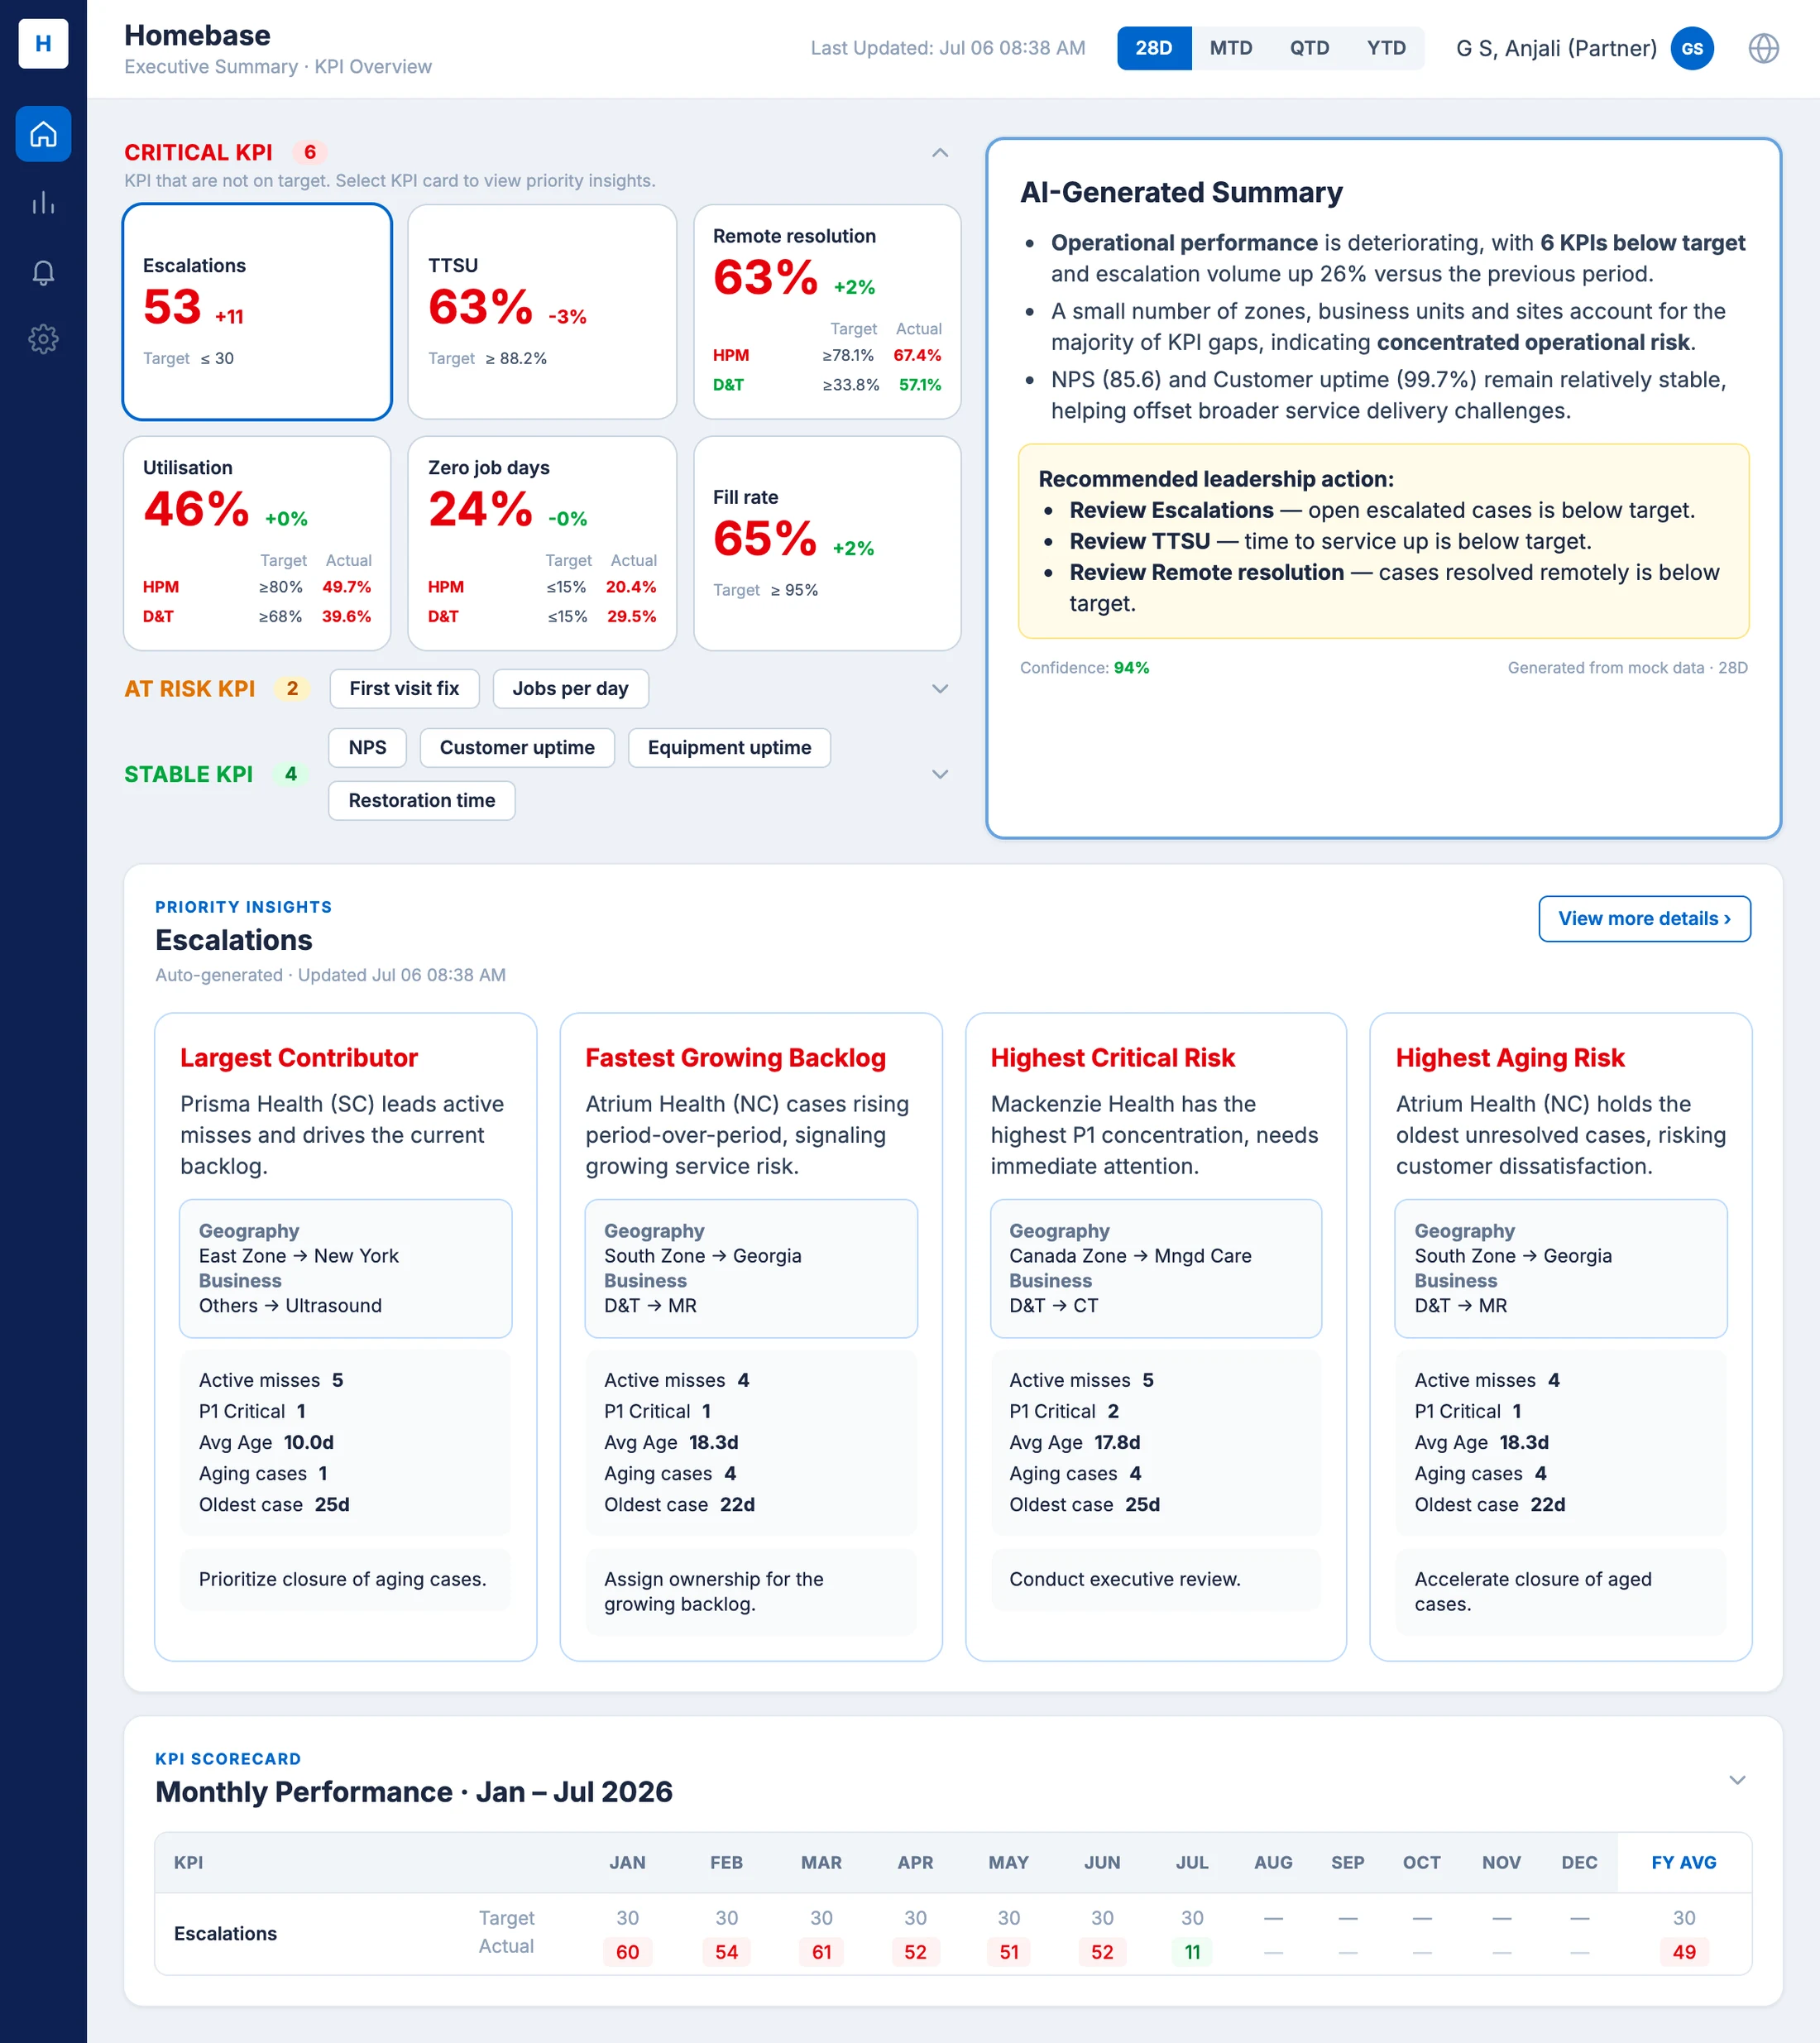 H
Homebase
Executive Summary · KPI Overview
Last Updated: Jul 06 08:38 AM
28D MTD QTD YTD
G S, Anjali (Partner) GS
CRITICAL KPI 6
KPI that are not on target. Select KPI card to view priority insights.
Escalations
53 +11
Target ≤ 30
TTSU
63% -3%
Target ≥ 88.2%
Remote resolution
63% +2%
Target Actual
HPM ≥78.1% 67.4%
D&T ≥33.8% 57.1%
Utilisation
46% +0%
Target Actual
HPM ≥80% 49.7%
D&T ≥68% 39.6%
Zero job days
24% -0%
Target Actual
HPM ≤15% 20.4%
D&T ≤15% 29.5%
Fill rate
65% +2%
Target ≥ 95%
AT RISK KPI 2 First visit fix Jobs per day
STABLE KPI 4
NPS Customer uptime Equipment uptime
Restoration time
AI-Generated Summary
• Operational performance is deteriorating, with 6 KPIs below target
and escalation volume up 26% versus the previous period.
• A small number of zones, business units and sites account for the
majority of KPI gaps, indicating concentrated operational risk.
• NPS (85.6) and Customer uptime (99.7%) remain relatively stable,
helping offset broader service delivery challenges.
Recommended leadership action:
• Review Escalations — open escalated cases is below target.
• Review TTSU — time to service up is below target.
• Review Remote resolution — cases resolved remotely is below
target.
Confidence: 94%
Generated from mock data · 28D
PRIORITY INSIGHTS
Escalations
Auto-generated · Updated Jul 06 08:38 AM
View more details ›
Largest Contributor
Prisma Health (SC) leads active
misses and drives the current
backlog.
Geography
East Zone → New York
Business
Others → Ultrasound
Active misses 5
P1 Critical 1
Avg Age 10.0d
Aging cases 1
Oldest case 25d
Prioritize closure of aging cases.
Fastest Growing Backlog
Atrium Health (NC) cases rising
period-over-period, signaling
growing service risk.
Geography
South Zone → Georgia
Business
D&T → MR
Active misses 4
P1 Critical 1
Avg Age 18.3d
Aging cases 4
Oldest case 22d
Assign ownership for the
growing backlog.
Highest Critical Risk
Mackenzie Health has the
highest P1 concentration, needs
immediate attention.
Geography
Canada Zone → Mngd Care
Business
D&T → CT
Active misses 5
P1 Critical 2
Avg Age 17.8d
Aging cases 4
Oldest case 25d
Conduct executive review.
Highest Aging Risk
Atrium Health (NC) holds the
oldest unresolved cases, risking
customer dissatisfaction.
Geography
South Zone → Georgia
Business
D&T → MR
Active misses 4
P1 Critical 1
Avg Age 18.3d
Aging cases 4
Oldest case 22d
Accelerate closure of aged
cases.
KPI SCORECARD
Monthly Performance · Jan – Jul 2026
KPI JAN FEB MAR APR MAY JUN JUL AUG SEP OCT NOV DEC FY AVG
Escalations
Target 30 30 30 30 30 30 30 — — — — — 30
Actual 60 54 61 52 51 52 11 — — — — — 49